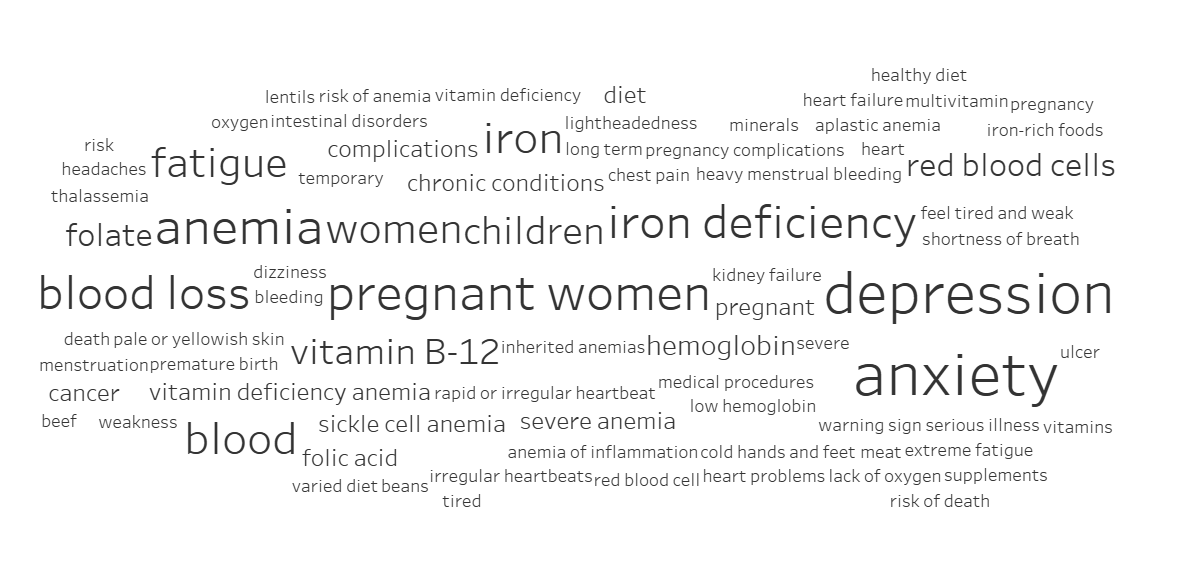 healthy diet
lentils risk of anemia vitamin deficiency diet
heart failure multivitamin pregnancy
oxygen intestinal disorders lightheadedness minerals aplastic anemia iron-rich foods
risk complications iron long term pregnancy complications heart
headaches fatigue temporary chronic conditions chest pain heavy menstrual bleeding red blood cells
thalassemia
folate anemia women children iron deficiency feel tired and weak
shortness of breath
dizziness kidney failure
blood loss bleeding pregnant women pregnant depression
death pale or yellowish skin vitamin B-12 inherited anemias hemoglobin severe
menstruation premature birth anxiety ulcer
cancer vitamin deficiency anemia rapid or irregular heartbeat medical procedures
low hemoglobin
beef weakness sickle cell anemia severe anemia warning sign serious illness vitamins
blood anemia of inflammation cold hands and feet meat extreme fatigue
folic acid
irregular heartbeats red blood cell heart problems lack of oxygen supplements
varied diet beans
tired risk of death